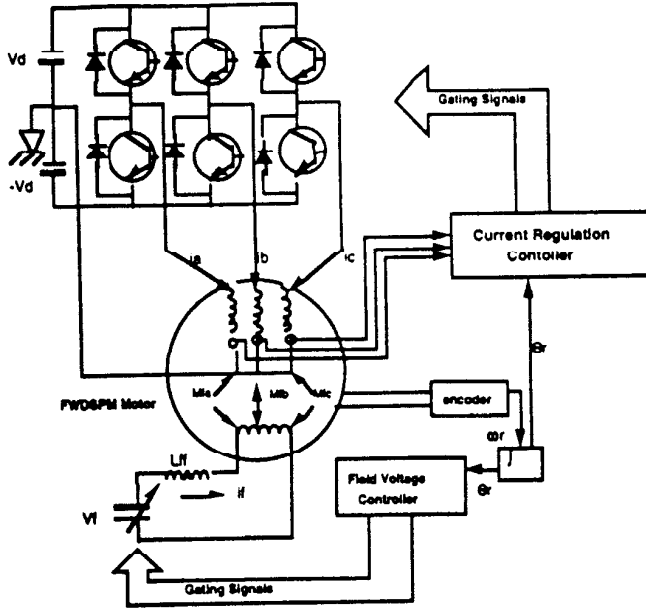 Vd
-Vd
Gating Signals
Current Regulation
Contoller
ia
ib
ic
Θr
FWDSPM Motor
Mfa
Mfb
Mfc
encoder
ωr
∫
Θr
Lff
if
Vf
Field Voltage
Controller
Gating Signals